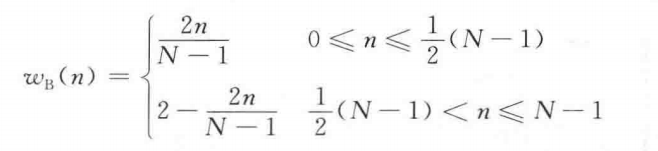 w_B(n) = { 2n/(N − 1)    0 ⩽ n ⩽ 1/2 (N − 1)
2 − 2n/(N − 1)    1/2 (N − 1) < n ⩽ N − 1